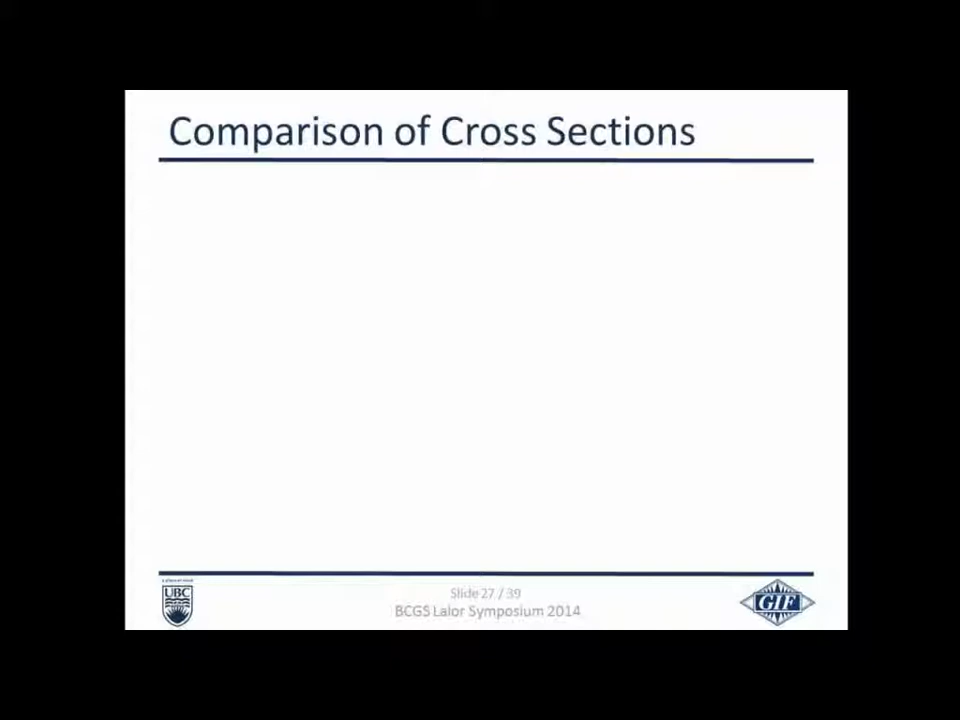 Comparison of Cross Sections
UBC
Slide 27 / 39
BCGS Lalor Symposium 2014
GIF